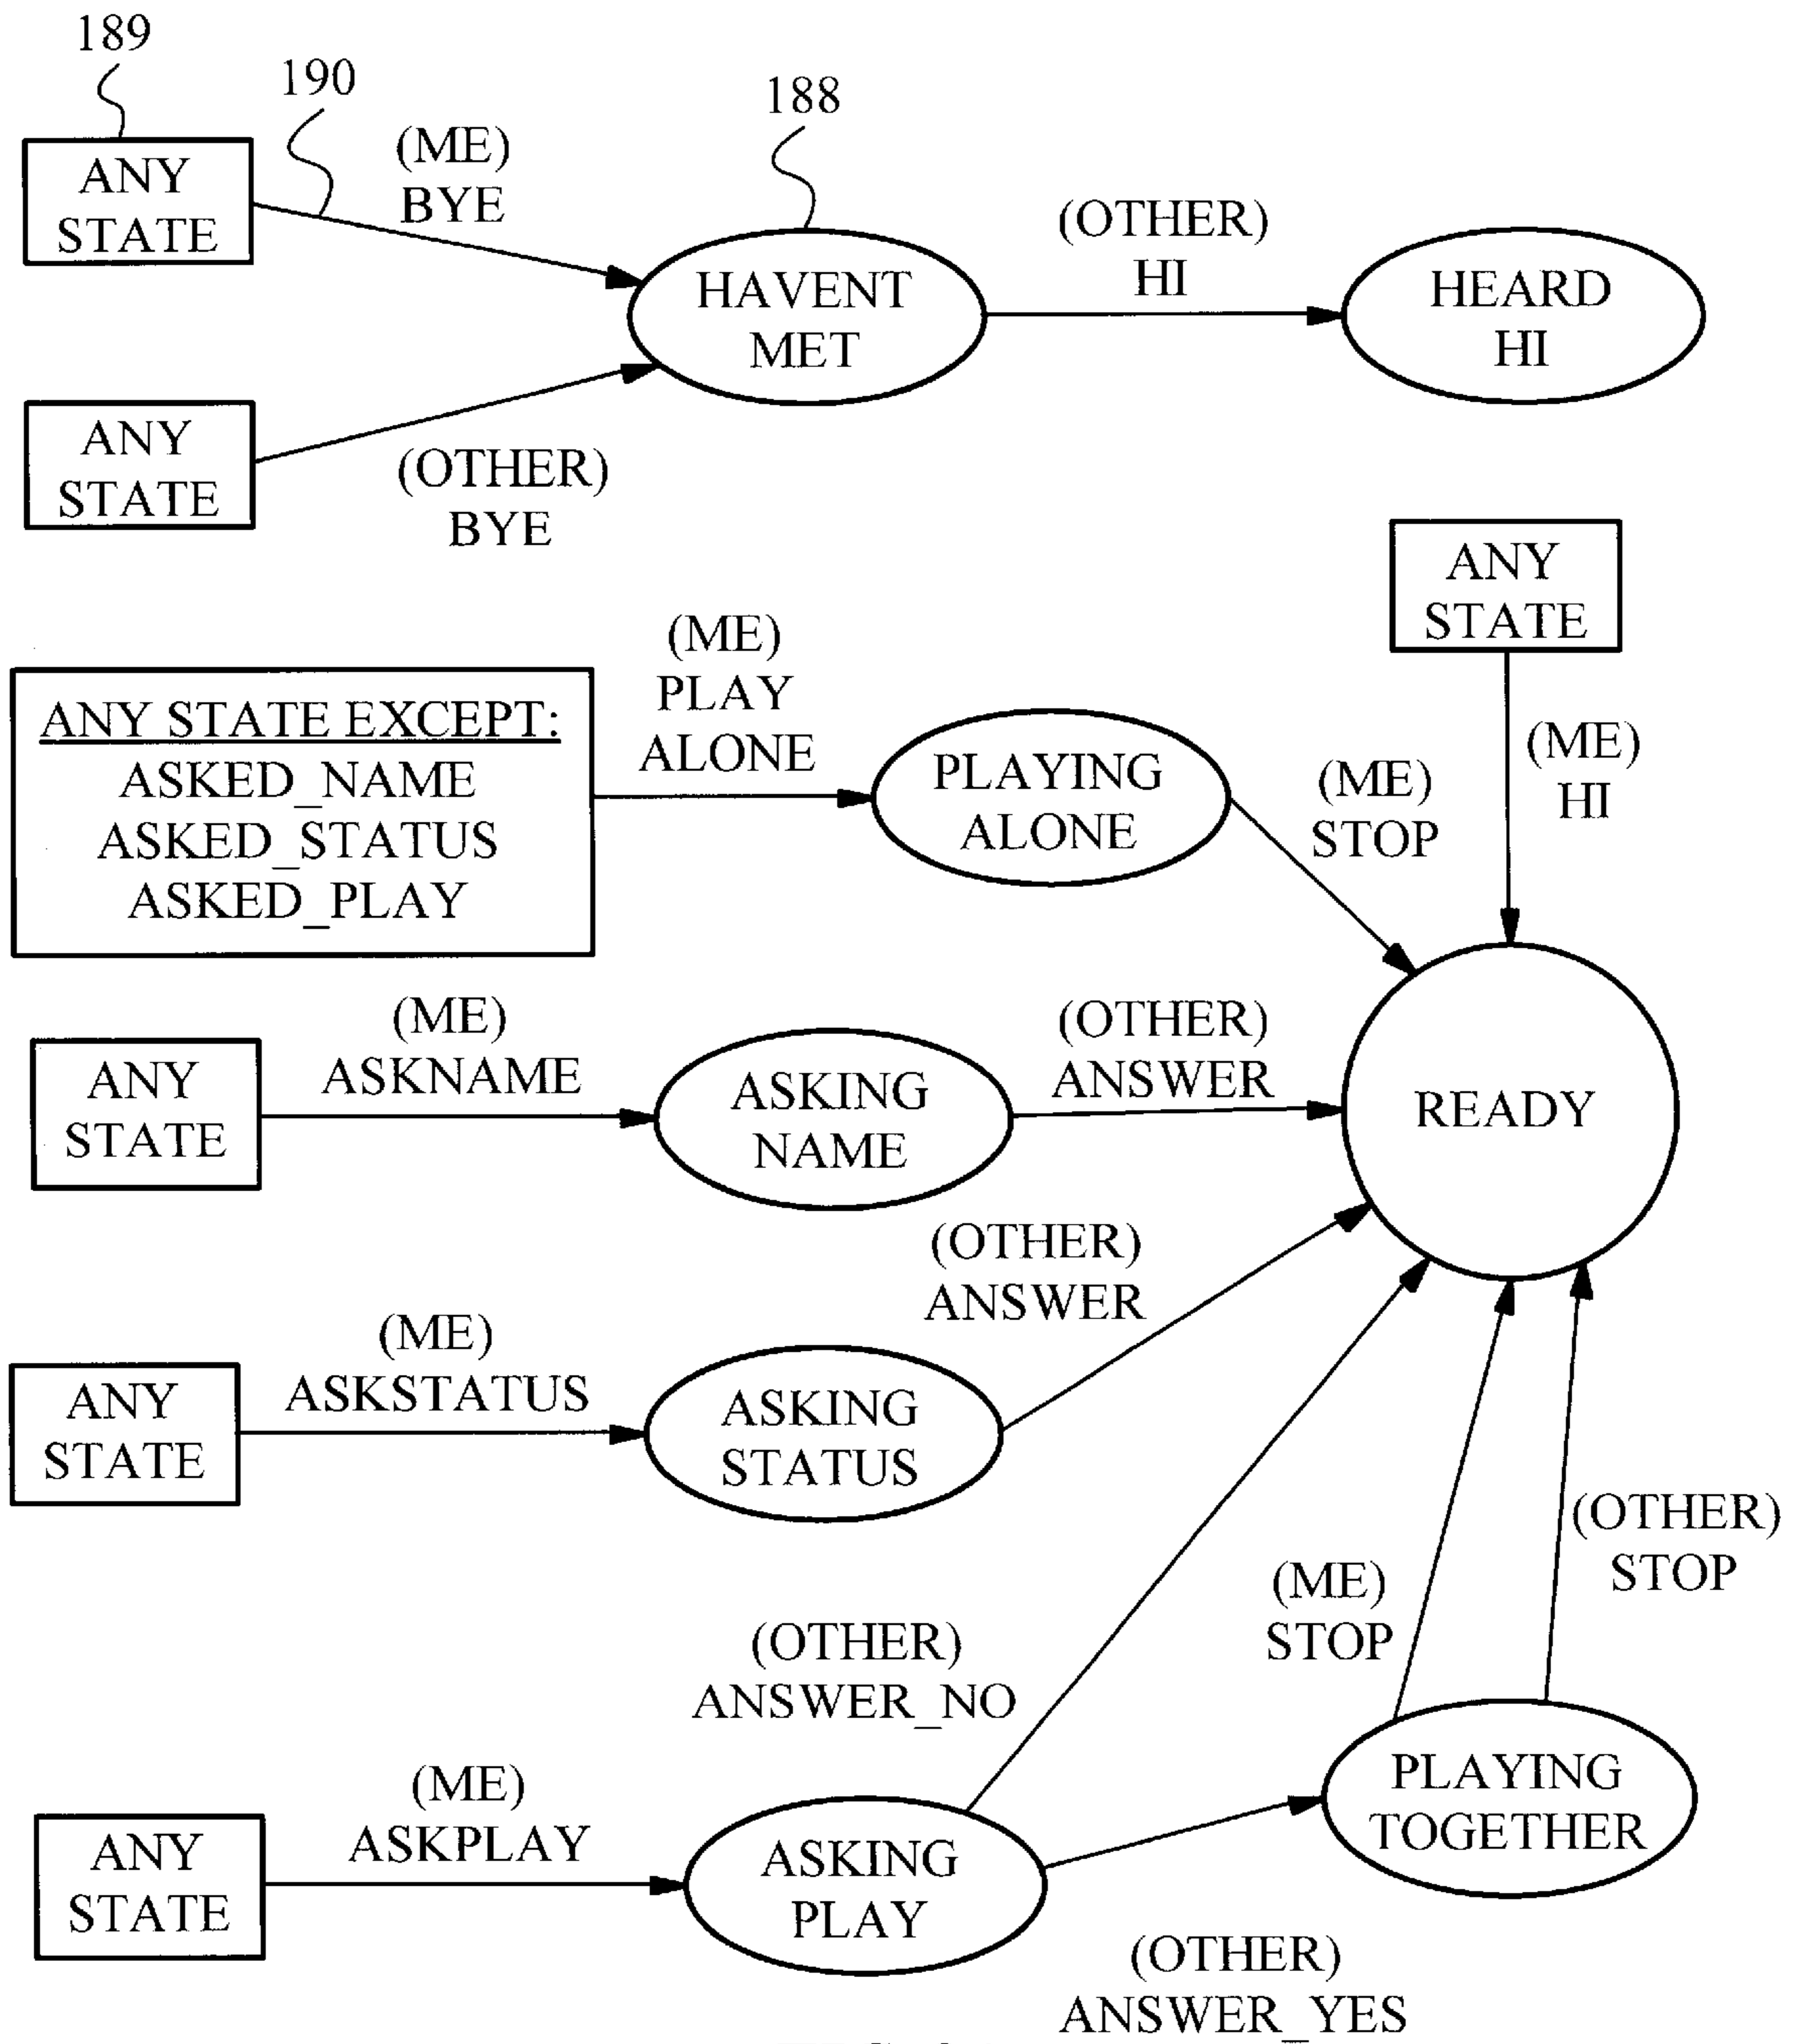 189
190
188
ANY
STATE
(ME)
BYE
HAVENT
MET
(OTHER)
HI
HEARD
HI
ANY
STATE
(OTHER)
BYE
ANY
STATE
(ME)
HI
ANY STATE EXCEPT:
ASKED_NAME
ASKED_STATUS
ASKED_PLAY
(ME)
PLAY
ALONE
PLAYING
ALONE
(ME)
STOP
READY
ANY
STATE
(ME)
ASKNAME
ASKING
NAME
(OTHER)
ANSWER
ANY
STATE
(ME)
ASKSTATUS
ASKING
STATUS
(OTHER)
ANSWER
ANY
STATE
(ME)
ASKPLAY
ASKING
PLAY
(OTHER)
ANSWER_NO
(OTHER)
ANSWER_YES
PLAYING
TOGETHER
(ME)
STOP
(OTHER)
STOP